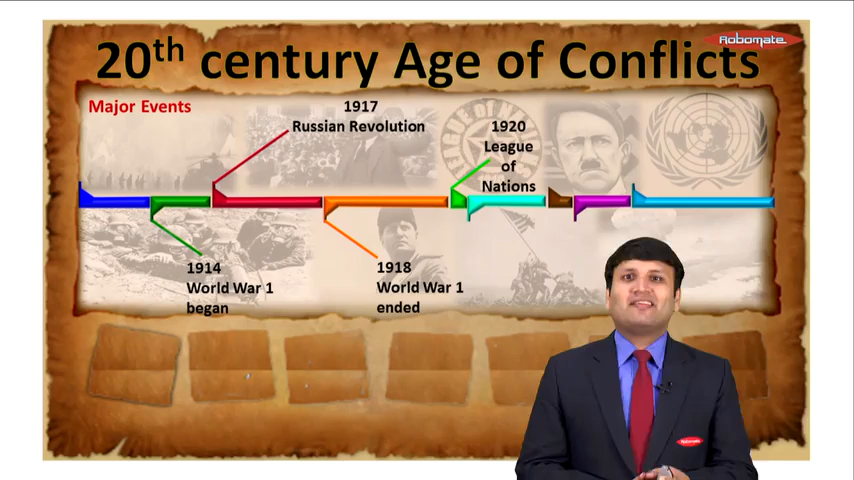 20th century Age of Conflicts
Robomate
Major Events
1917
Russian Revolution
1920
League
of
Nations
1914
World War 1
began
1918
World War 1
ended
Robomate